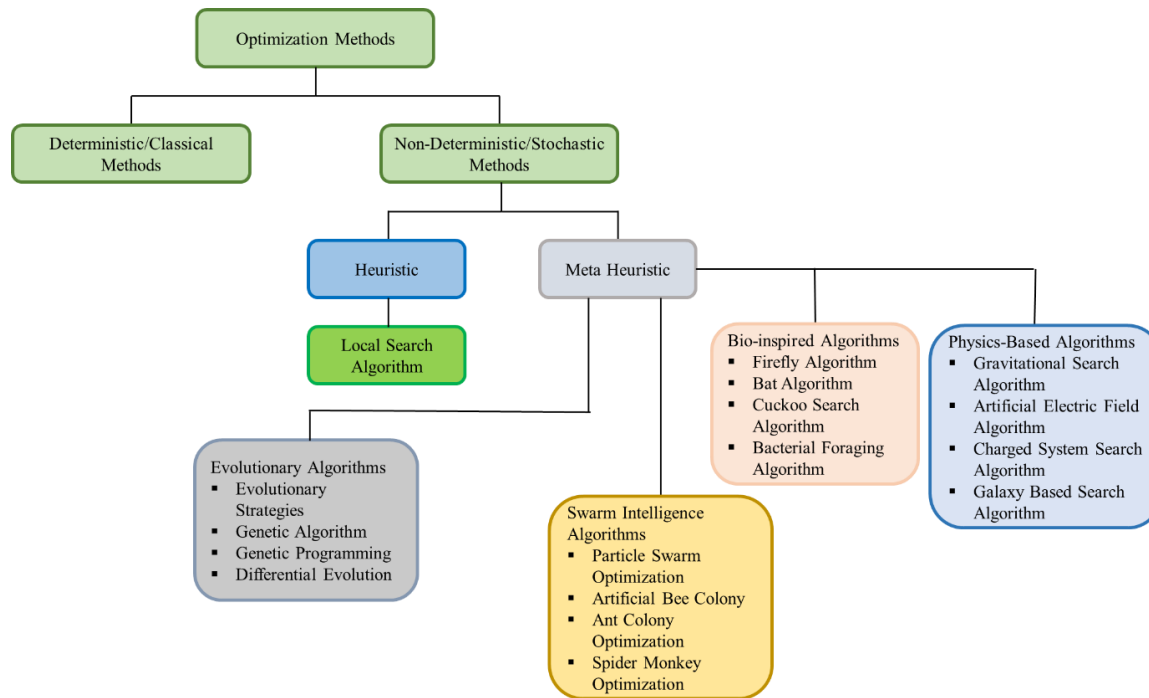 Optimization Methods
Deterministic/Classical
Methods
Non-Deterministic/Stochastic
Methods
Heuristic
Meta Heuristic
Local Search
Algorithm
Bio-inspired Algorithms
▪ Firefly Algorithm
▪ Bat Algorithm
▪ Cuckoo Search
Algorithm
▪ Bacterial Foraging
Algorithm
Physics-Based Algorithms
▪ Gravitational Search
Algorithm
▪ Artificial Electric Field
Algorithm
▪ Charged System Search
Algorithm
▪ Galaxy Based Search
Algorithm
Evolutionary Algorithms
▪ Evolutionary
Strategies
▪ Genetic Algorithm
▪ Genetic Programming
▪ Differential Evolution
Swarm Intelligence
Algorithms
▪ Particle Swarm
Optimization
▪ Artificial Bee Colony
▪ Ant Colony
Optimization
▪ Spider Monkey
Optimization